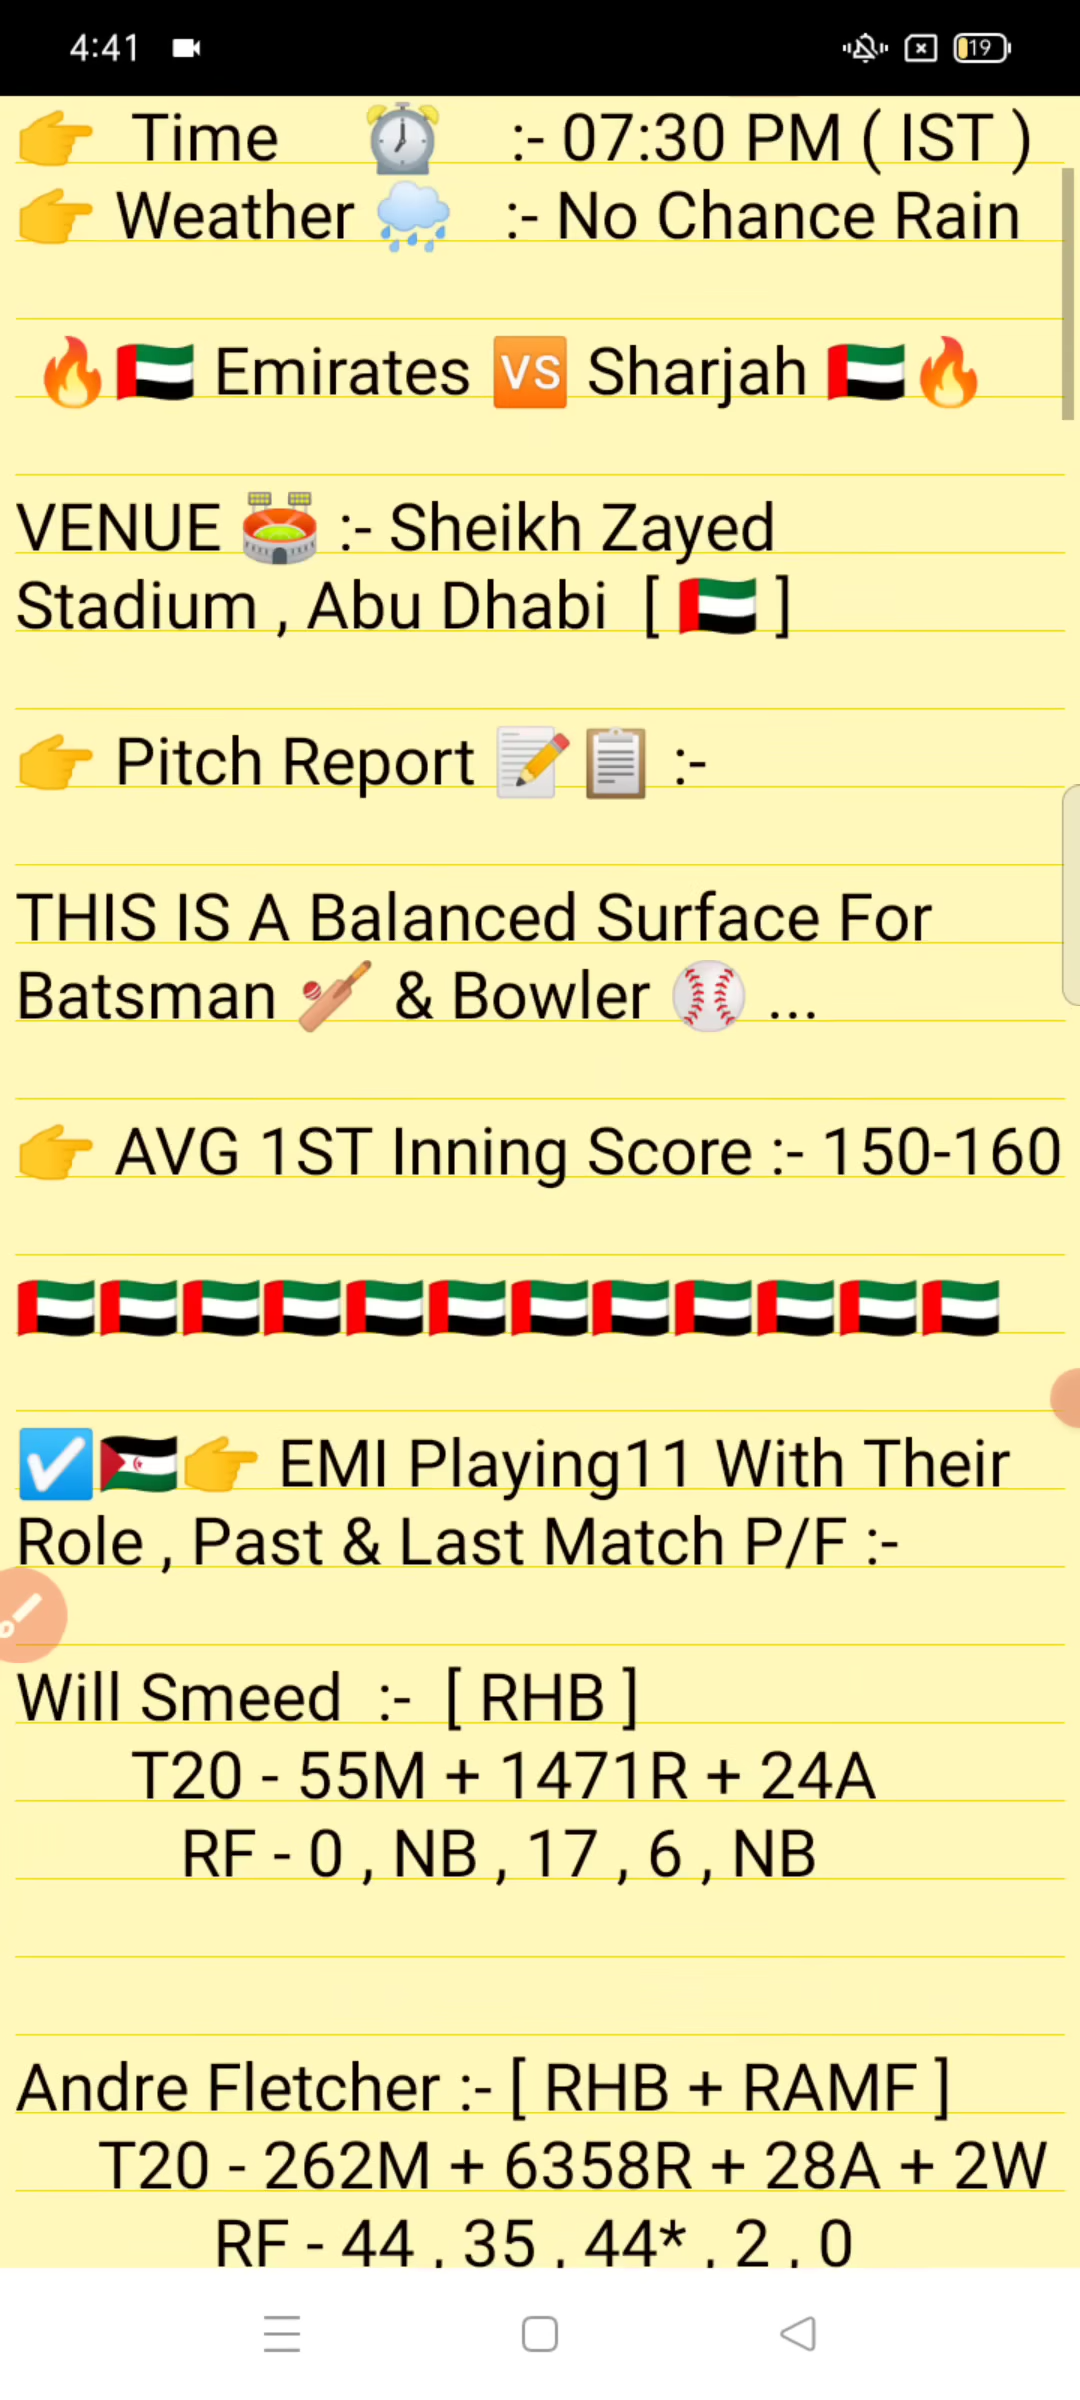 4:41
19
👉 Time ⏰ :- 07:30 PM ( IST )
👉 Weather 🌧️ :- No Chance Rain
🔥🇦🇪 Emirates 🆚 Sharjah 🇦🇪🔥
VENUE 🏟️ :- Sheikh Zayed
Stadium , Abu Dhabi [ 🇦🇪 ]
👉 Pitch Report 📝📋 :-
THIS IS A Balanced Surface For
Batsman 🏏 & Bowler ⚾ ...
👉 AVG 1ST Inning Score :- 150-160
🇦🇪🇦🇪🇦🇪🇦🇪🇦🇪🇦🇪🇦🇪🇦🇪🇦🇪🇦🇪🇦🇪🇦🇪
☑️🇪🇭👉 EMI Playing11 With Their
Role , Past & Last Match P/F :-
Will Smeed :- [ RHB ]
T20 - 55M + 1471R + 24A
RF - 0 , NB , 17 , 6 , NB
Andre Fletcher :- [ RHB + RAMF ]
T20 - 262M + 6358R + 28A + 2W
RF - 44 , 35 , 44* , 2 , 0